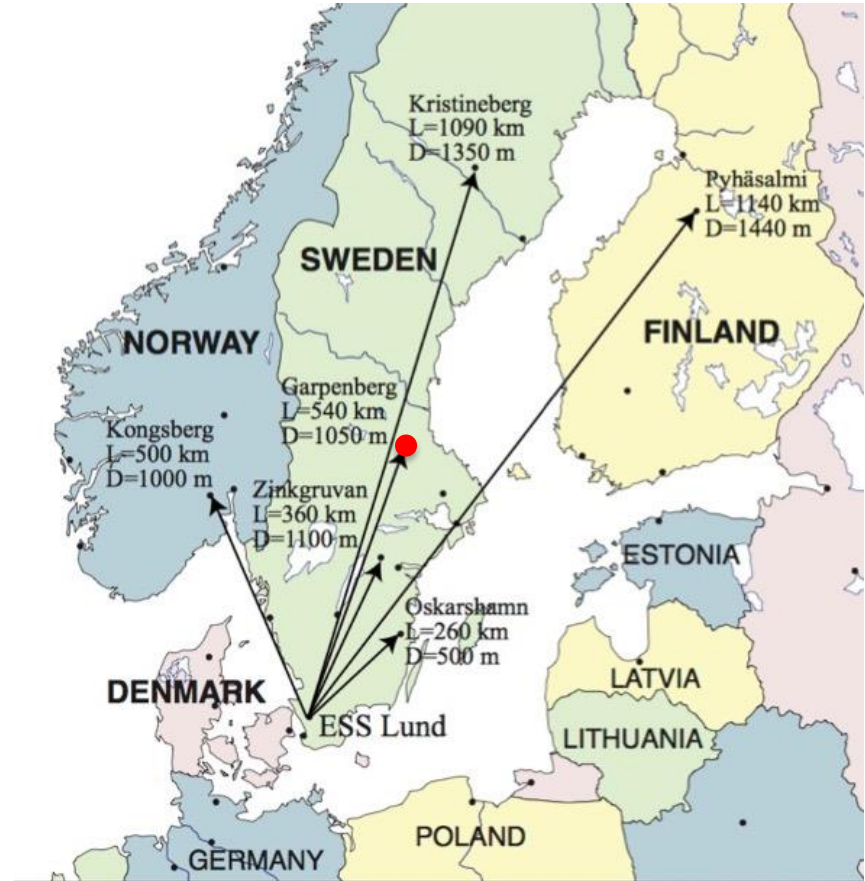 Kristineberg
L=1090 km
D=1350 m
Pyhäsalmi
L=1140 km
D=1440 m
SWEDEN
NORWAY
FINLAND
Garpenberg
L=540 km
D=1050 m
Kongsberg
L=500 km
D=1000 m
Zinkgruvan
L=360 km
D=1100 m
ESTONIA
Oskarshamn
L=260 km
D=500 m
LATVIA
DENMARK
ESS Lund
LITHUANIA
POLAND
GERMANY